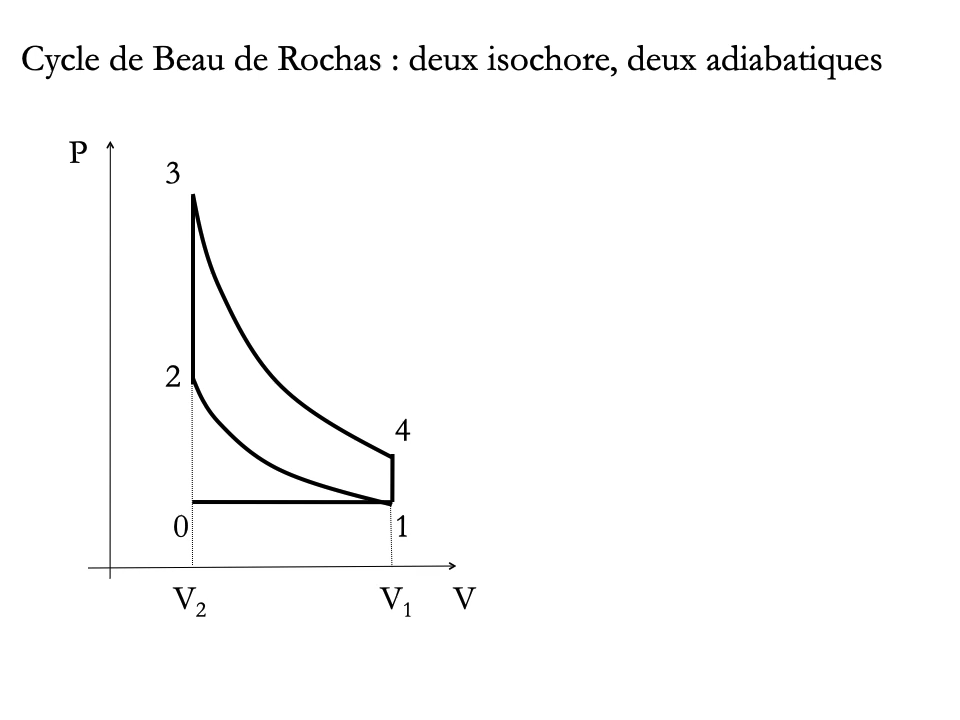 Cycle de Beau de Rochas : deux isochore, deux adiabatiques
P
3
2
4
0
1
V₂
V₁
V